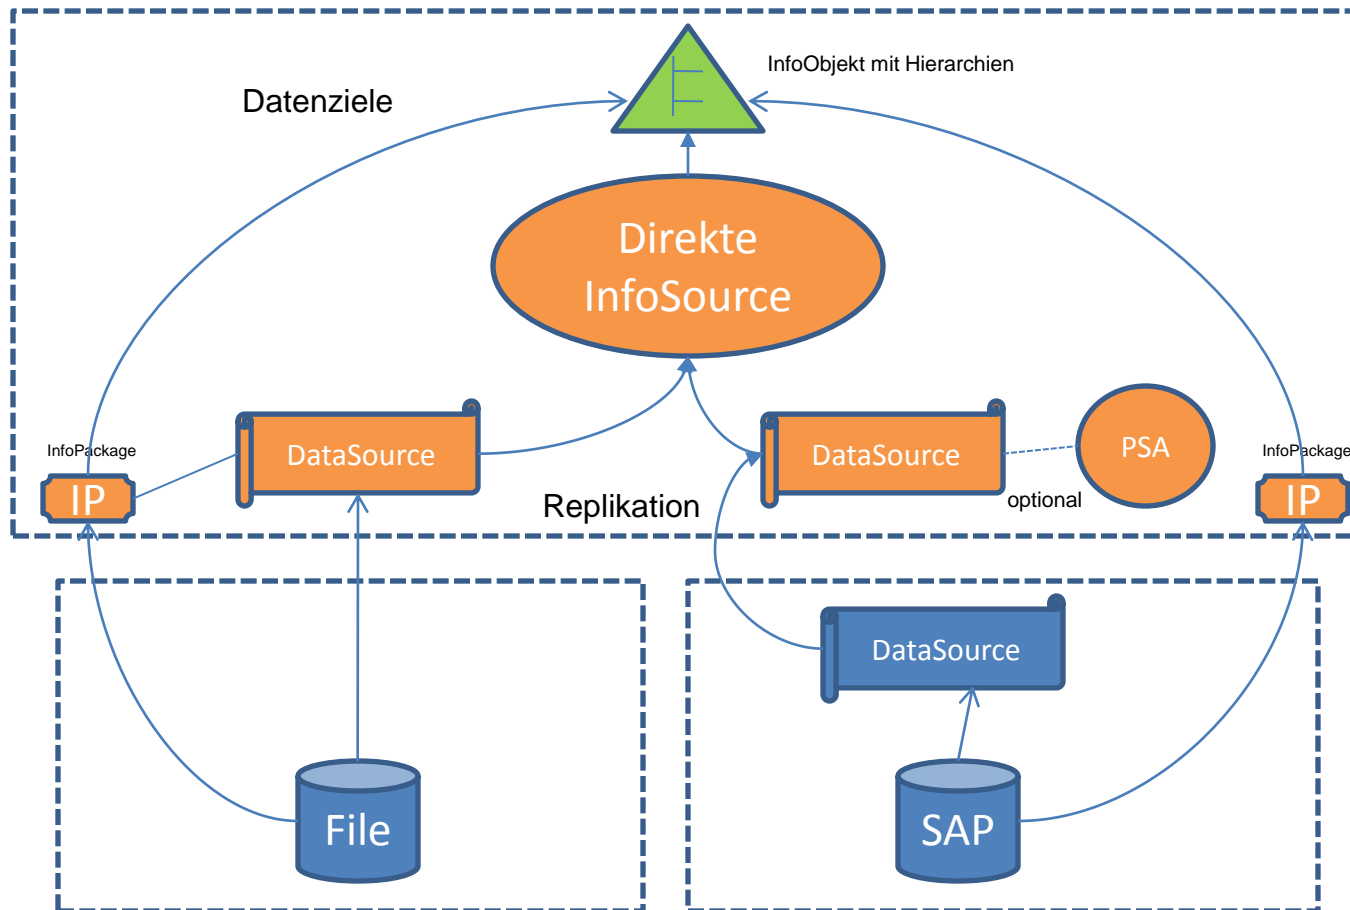 InfoObjekt mit Hierarchien
Datenziele
Direkte
InfoSource
InfoPackage
IP
DataSource
DataSource
PSA
InfoPackage
IP
Replikation
optional
DataSource
File
SAP